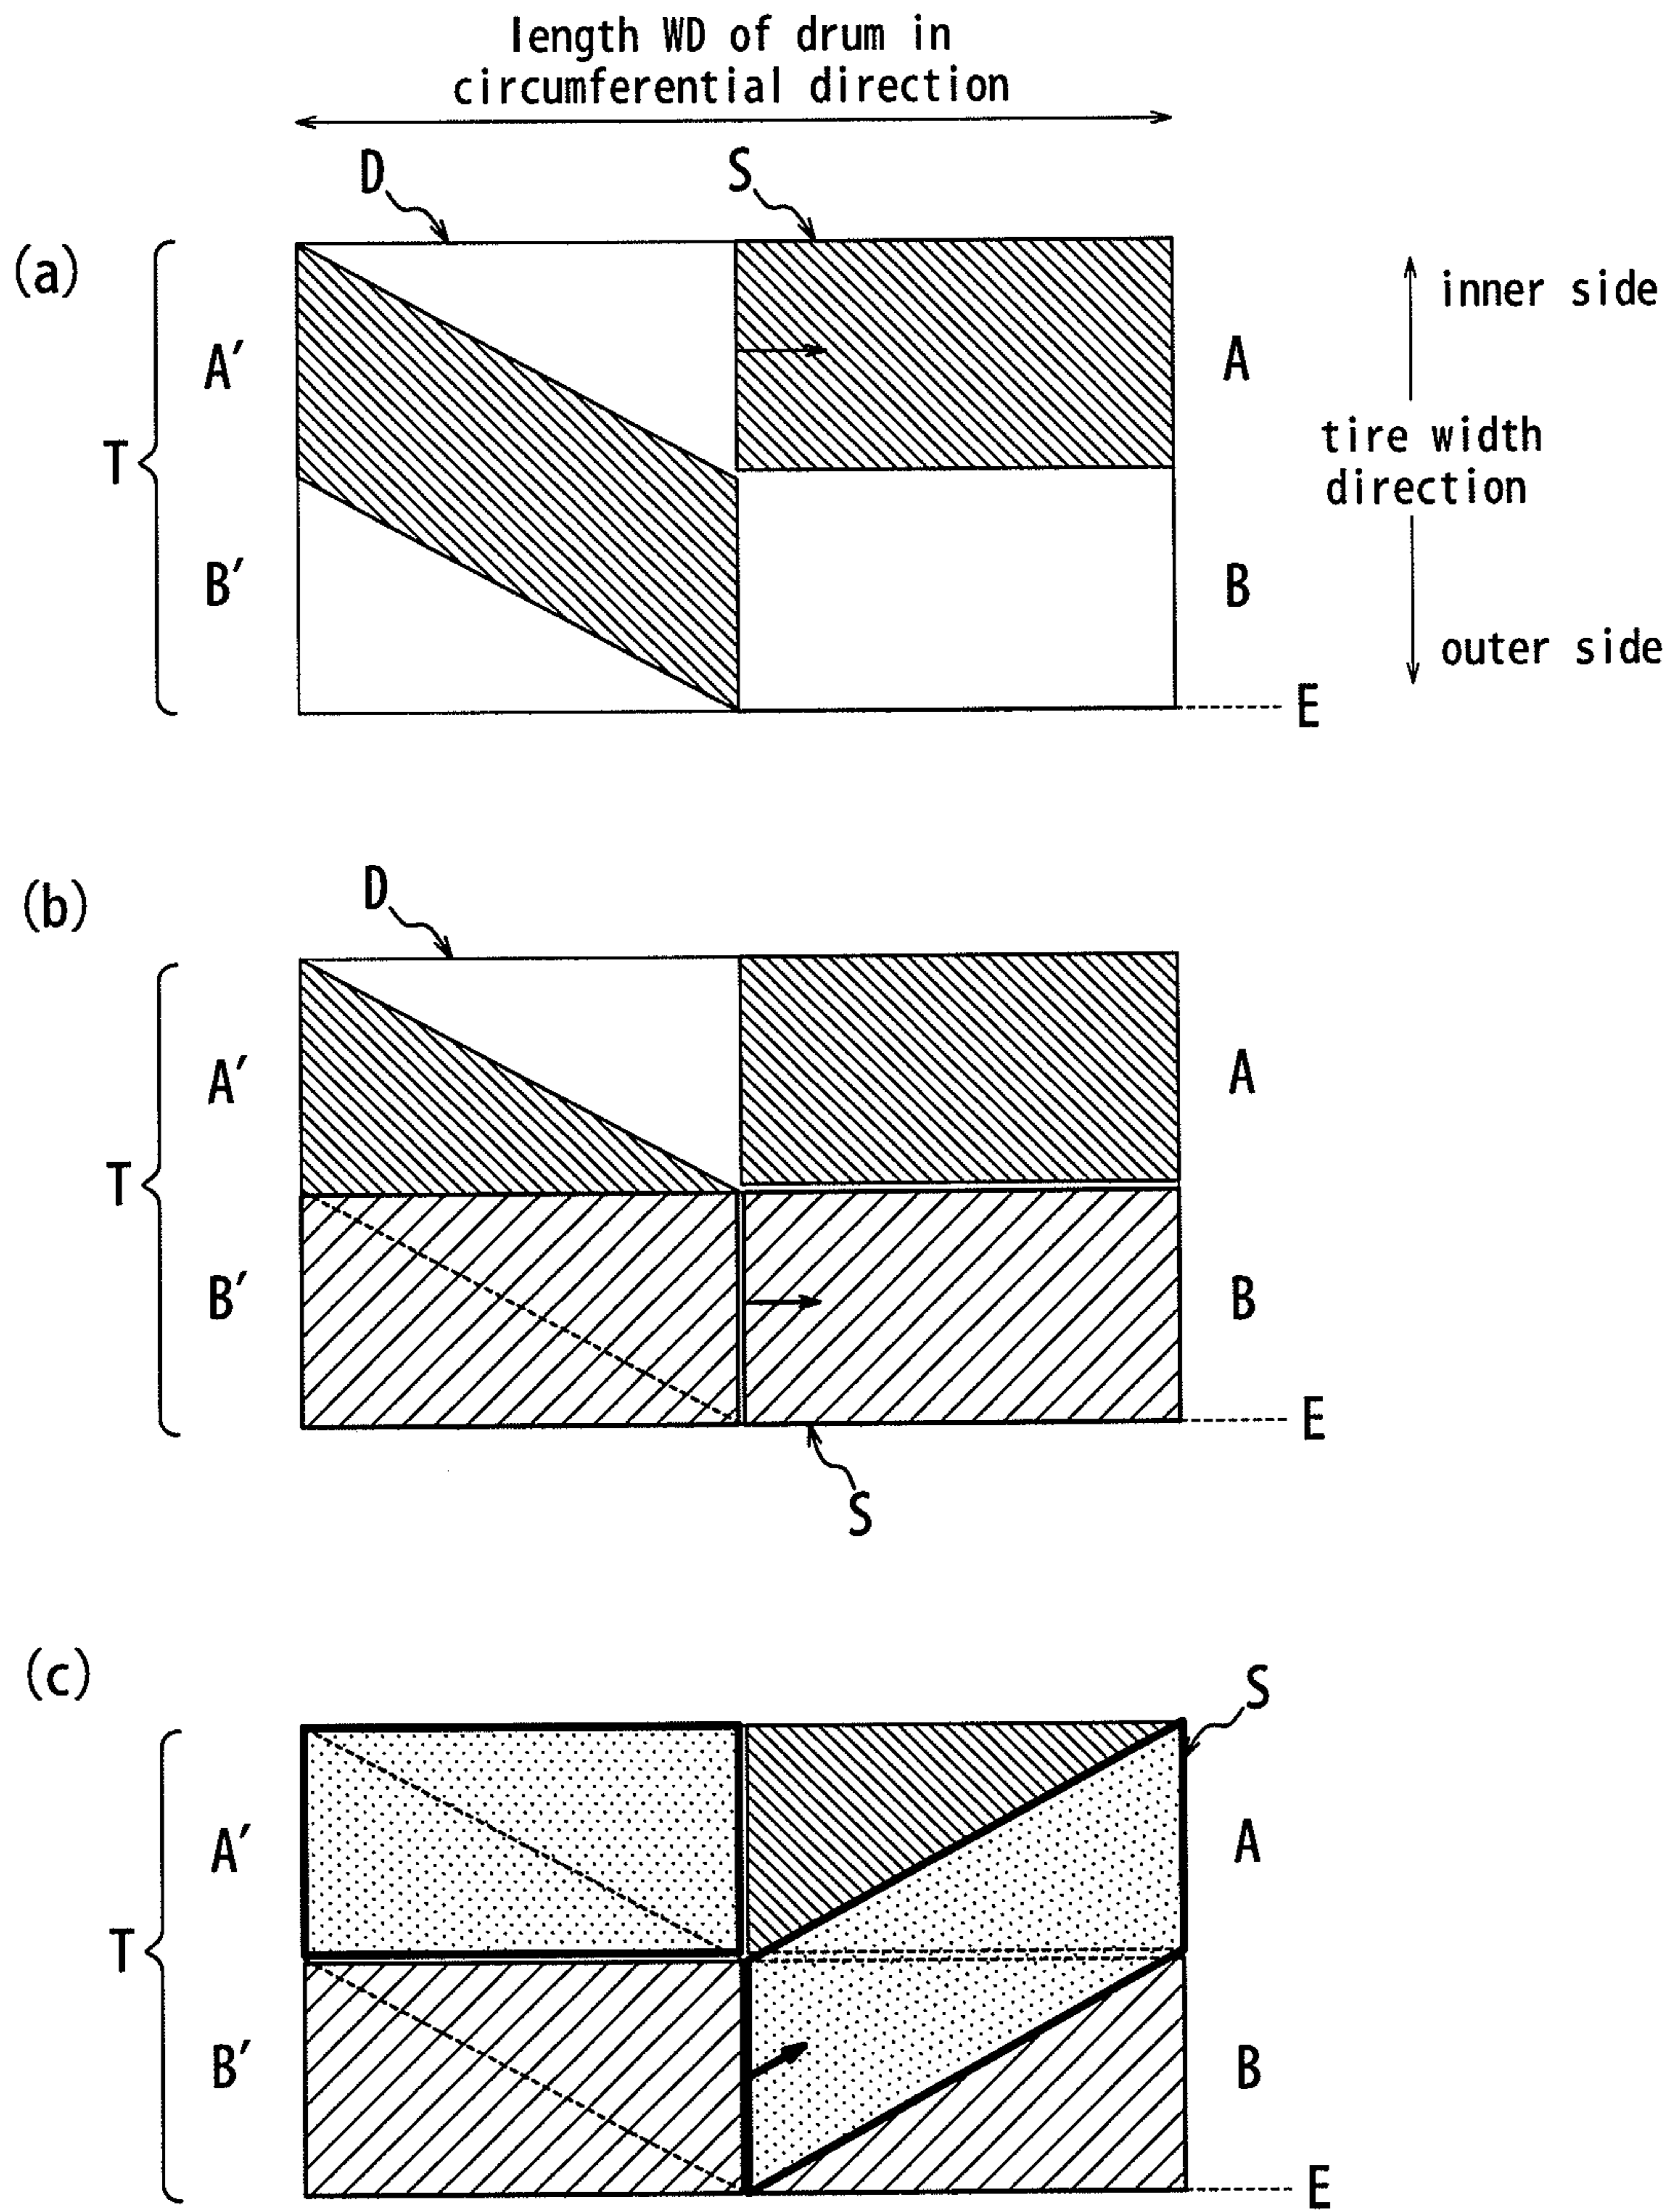 length WD of drum in
circumferential direction
D
S
(a)
inner side
A′
A
T
tire width
direction
B′
B
outer side
E
D
(b)
A′
A
T
B′
B
E
S
(c)
S
A′
A
T
B′
B
E